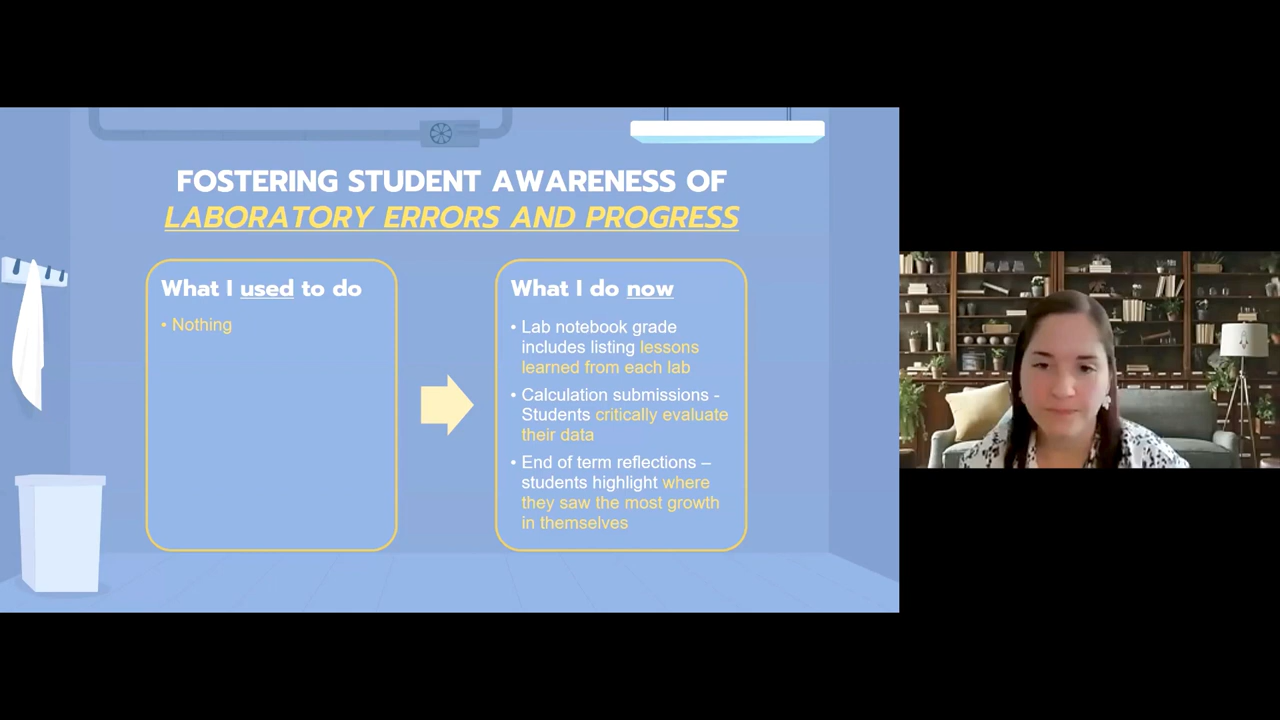 FOSTERING STUDENT AWARENESS OF
LABORATORY ERRORS AND PROGRESS
What I used to do
• Nothing
What I do now
• Lab notebook grade
includes listing lessons
learned from each lab
• Calculation submissions -
Students critically evaluate
their data
• End of term reflections –
students highlight where
they saw the most growth
in themselves